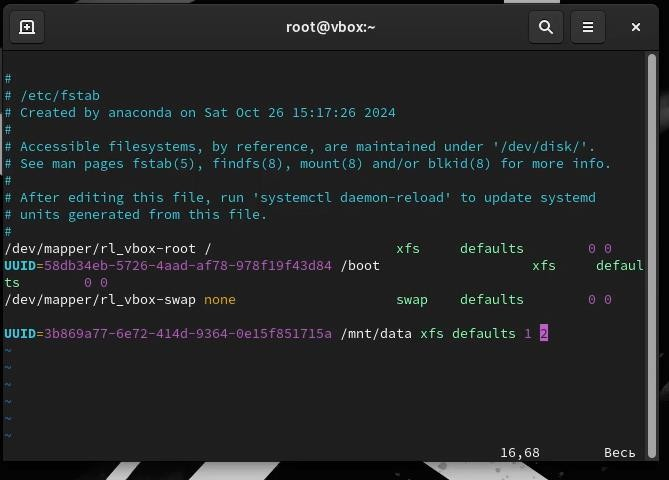 root@vbox:~
#
# /etc/fstab
# Created by anaconda on Sat Oct 26 15:17:26 2024
#
# Accessible filesystems, by reference, are maintained under '/dev/disk/'.
# See man pages fstab(5), findfs(8), mount(8) and/or blkid(8) for more info.
#
# After editing this file, run 'systemctl daemon-reload' to update systemd
# units generated from this file.
#
/dev/mapper/rl_vbox-root / xfs defaults 0 0
UUID=58db34eb-5726-4aad-af78-978f19f43d84 /boot xfs defaul
ts 0 0
/dev/mapper/rl_vbox-swap none swap defaults 0 0
UUID=3b869a77-6e72-414d-9364-0e15f851715a /mnt/data xfs defaults 1 2
~
~
~
~
~
~
16,68 Весь